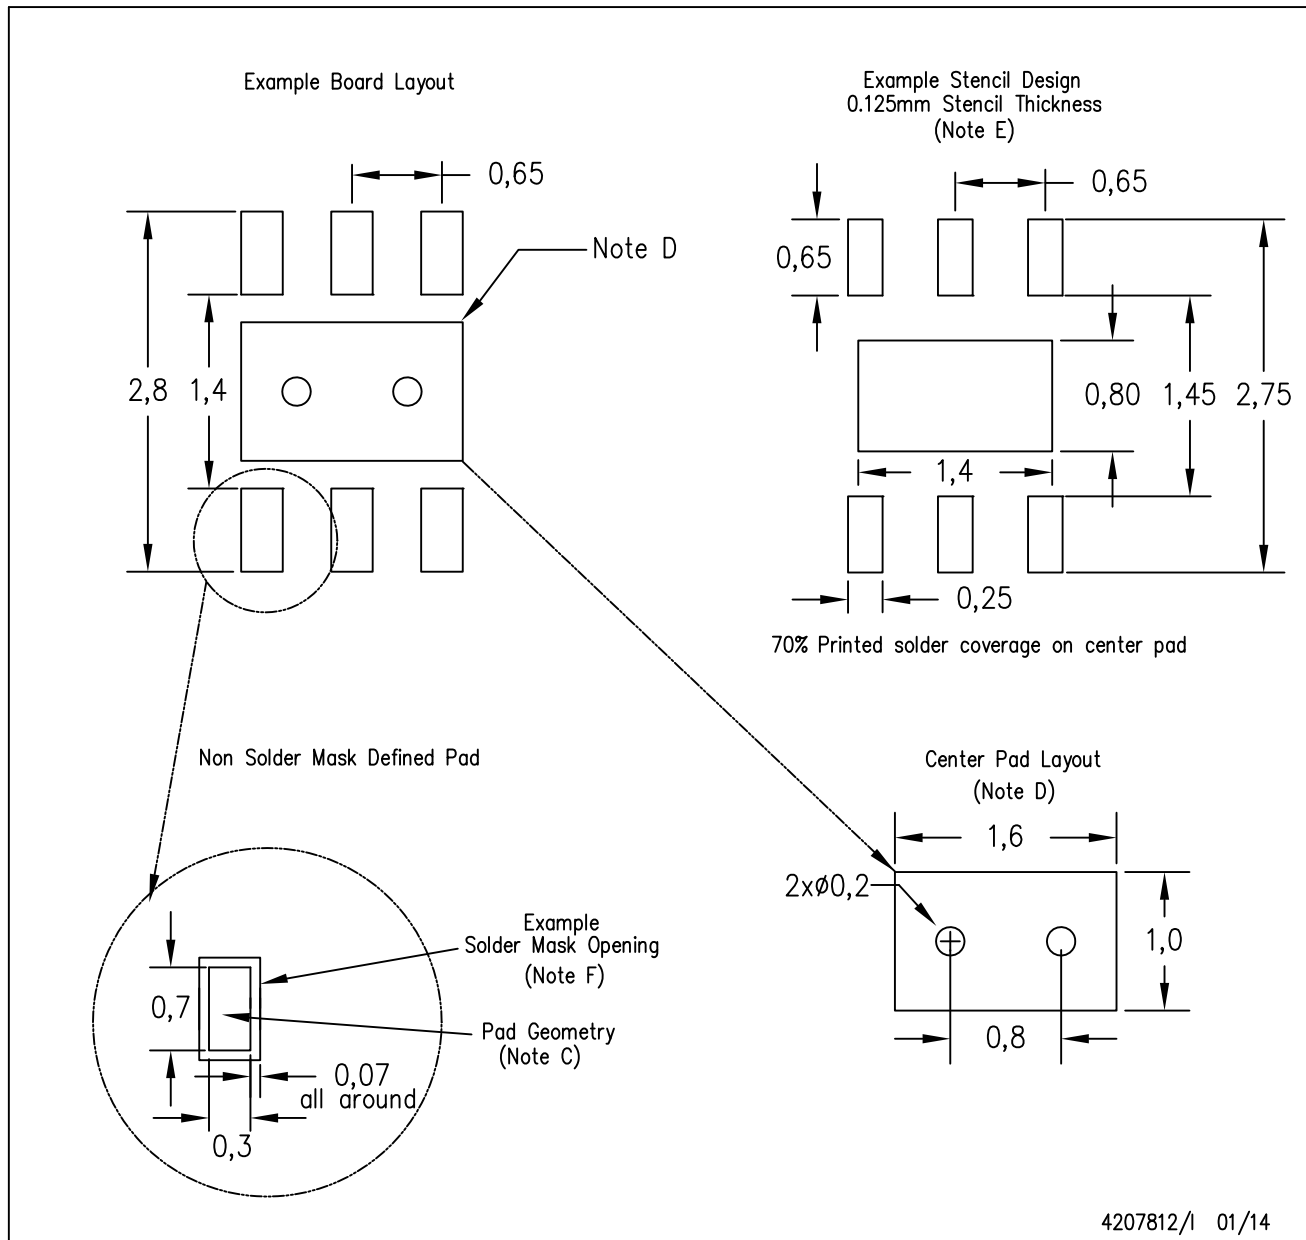 Example Board Layout
0,65
Note D
2,8
1,4
Example Stencil Design
0.125mm Stencil Thickness
(Note E)
0,65
0,65
0,80
1,45
2,75
1,4
0,25
70% Printed solder coverage on center pad
Non Solder Mask Defined Pad
Example
Solder Mask Opening
(Note F)
0,7
Pad Geometry
(Note C)
0,07
all around
0,3
Center Pad Layout
(Note D)
1,6
2xø0,2
1,0
0,8
4207812/I 01/14